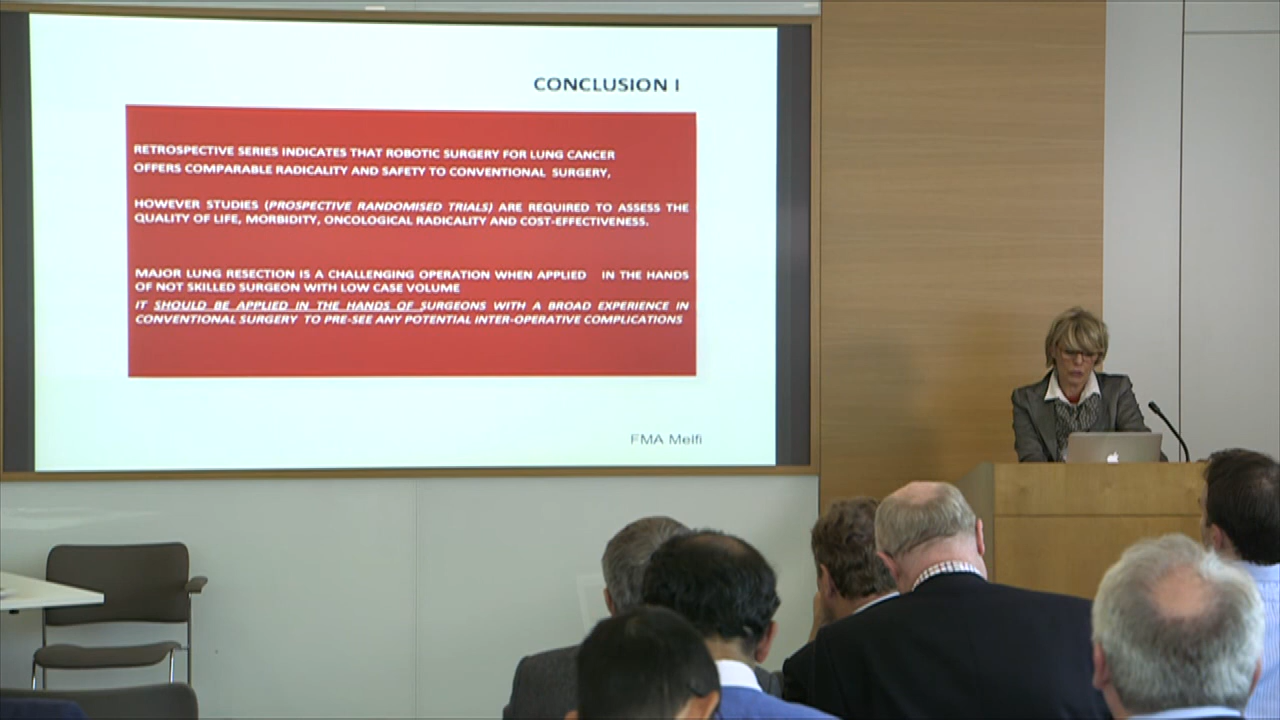 CONCLUSION I
RETROSPECTIVE SERIES INDICATES THAT ROBOTIC SURGERY FOR LUNG CANCER
OFFERS COMPARABLE RADICALITY AND SAFETY TO CONVENTIONAL SURGERY,
HOWEVER STUDIES (PROSPECTIVE RANDOMISED TRIALS) ARE REQUIRED TO ASSESS THE
QUALITY OF LIFE, MORBIDITY, ONCOLOGICAL RADICALITY AND COST-EFFECTIVENESS.
MAJOR LUNG RESECTION IS A CHALLENGING OPERATION WHEN APPLIED IN THE HANDS
OF NOT SKILLED SURGEON WITH LOW CASE VOLUME
IT SHOULD BE APPLIED IN THE HANDS OF SURGEONS WITH A BROAD EXPERIENCE IN
CONVENTIONAL SURGERY TO PRE-SEE ANY POTENTIAL INTER-OPERATIVE COMPLICATIONS
FMA Melfi